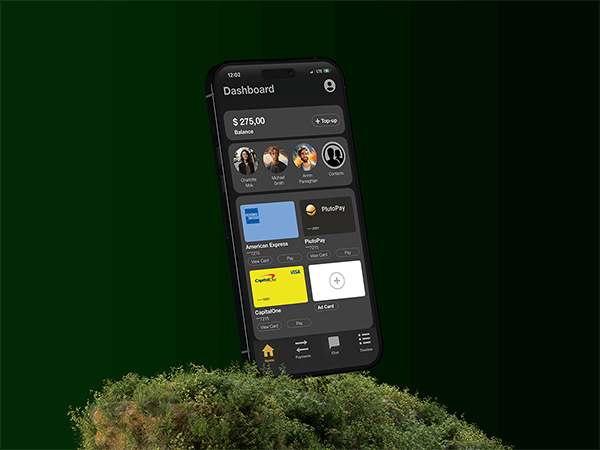 12:02
LTE
Dashboard
$ 275,00
Balance
+ Top-up
Charlotte
Mok
Michael
Smith
Armin
Panaghian
Contacts
PlutoPay
American Express
**7215
View Card
Pay
PlutoPay
**7215
View Card
Pay
Capital
VISA
CapitalOne
**7215
View Card
Pay
Ad Card
Home
Payments
Chat
Timeline